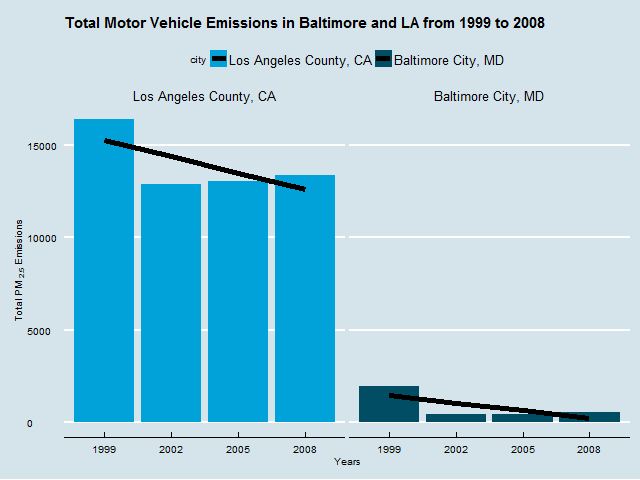 Total Motor Vehicle Emissions in Baltimore and LA from 1999 to 2008
city Los Angeles County, CA Baltimore City, MD
Los Angeles County, CA Baltimore City, MD
Total PM 2.5 Emissions
15000
10000
5000
0
1999 2002 2005 2008 1999 2002 2005 2008
Years